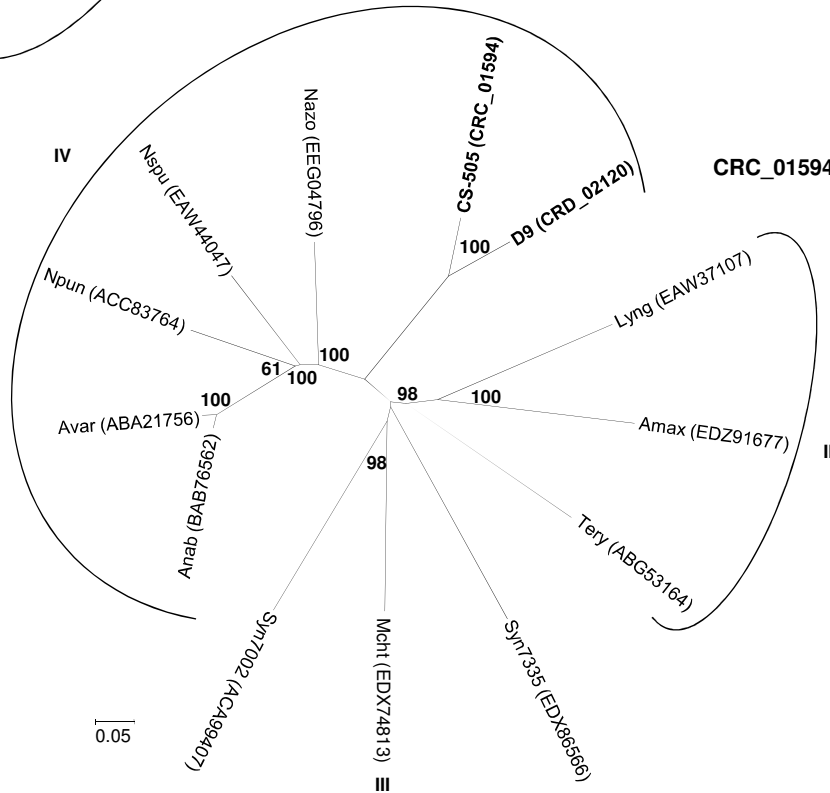 CS-505 (CRC_01594)
Nazo (EEG04796)
IV
Nspu (EAW44047)
D9 (CRD_02120)
CRC_01594
100
Lyng (EAW37107)
Npun (ACC83764)
100
61
100
98
100
100
Avar (ABA21756)
Amax (EDZ91677)
98
Anab (BAB76562)
Tery (ABG53164)
Syn7002 (ACA99407)
Mcht (EDX74813)
Syn7335 (EDX86566)
0.05
III